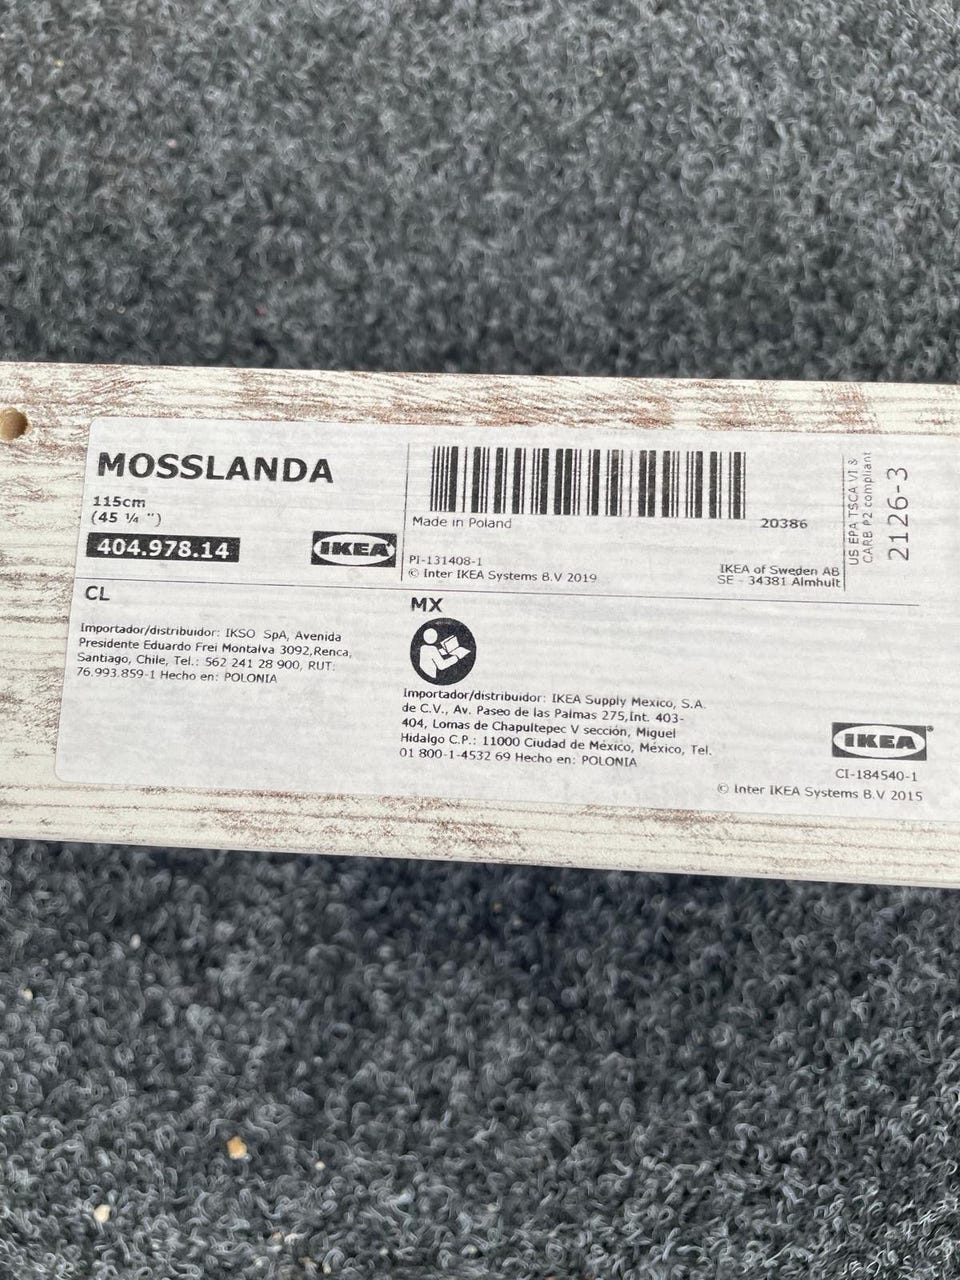 MOSSLANDA
115cm
(45 ¼ ")
404.978.14
IKEA
Made in Poland
20386
PI-131408-1
© Inter IKEA Systems B.V 2019
IKEA of Sweden AB
SE - 34381 Älmhult
US EPA TSCA VI &
CARB P2 compliant
2126-3
CL
Importador/distribuidor: IKSO SpA, Avenida
Presidente Eduardo Frei Montalva 3092,Renca,
Santiago, Chile, Tel.: 562 241 28 900, RUT:
76.993.859-1 Hecho en: POLONIA
MX
Importador/distribuidor: IKEA Supply Mexico, S.A.
de C.V., Av. Paseo de las Palmas 275,Int. 403-
404, Lomas de Chapultepec V sección, Miguel
Hidalgo C.P.: 11000 Ciudad de México, México, Tel.
01 800-1-4532 69 Hecho en: POLONIA
IKEA®
CI-184540-1
© Inter IKEA Systems B.V 2015